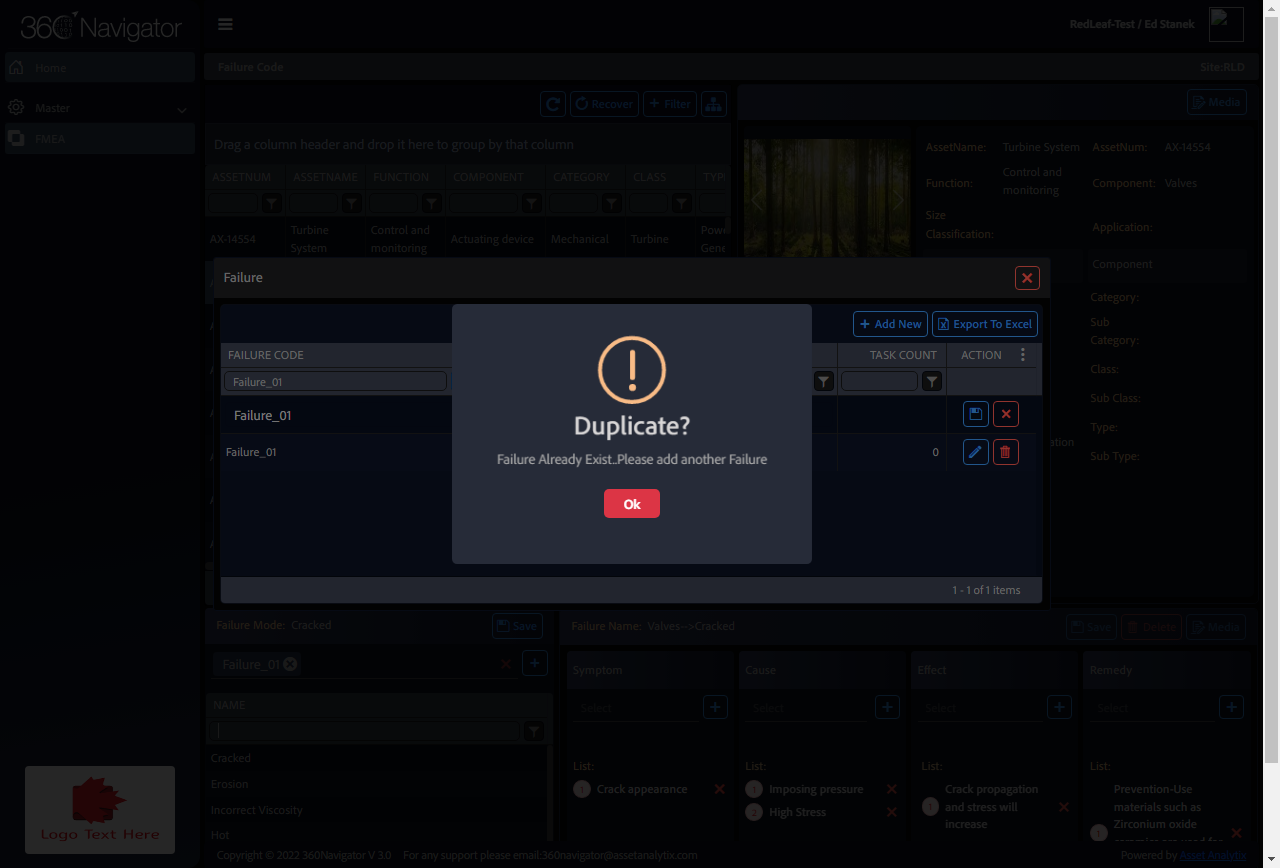 360 Navigator
RedLeaf-Test / Ed Stanek
Home
Master
FMEA
Failure Code
Site:RLD
Recover
Filter
Media
Drag a column header and drop it here to group by that column
ASSETNUM ASSETNAME FUNCTION COMPONENT CATEGORY CLASS TYP
AX-14554 Turbine System Control and monitoring Actuating device Mechanical Turbine Powe Gene
AssetName: Turbine System AssetNum: AX-14554
Function: Control and monitoring Component: Valves
Size Classification:
Application:
Component
Category:
Sub Category:
Class:
Sub Class:
Type:
Sub Type:
ation
Failure
Add New
Export To Excel
FAILURE CODE TASK COUNT ACTION
Failure_01
Failure_01
Failure_01 0
1 - 1 of 1 items
Duplicate?
Failure Already Exist..Please add another Failure
Ok
Failure Mode: Cracked
Save
Failure_01
NAME
Cracked
Erosion
Incorrect Viscosity
Hot
Failure Name: Valves-->Cracked
Save Delete Media
Symptom Cause Effect Remedy
Select Select Select Select
List: List: List: List:
1 Crack appearance
1 Imposing pressure
2 High Stress
1 Crack propagation and stress will increase
1 Prevention-Use materials such as Zirconium oxide
Logo Text Here
Copyright © 2022 360Navigator V 3.0 For any support please email:360navigator@assetanalytix.com
Powered by Asset Analytix